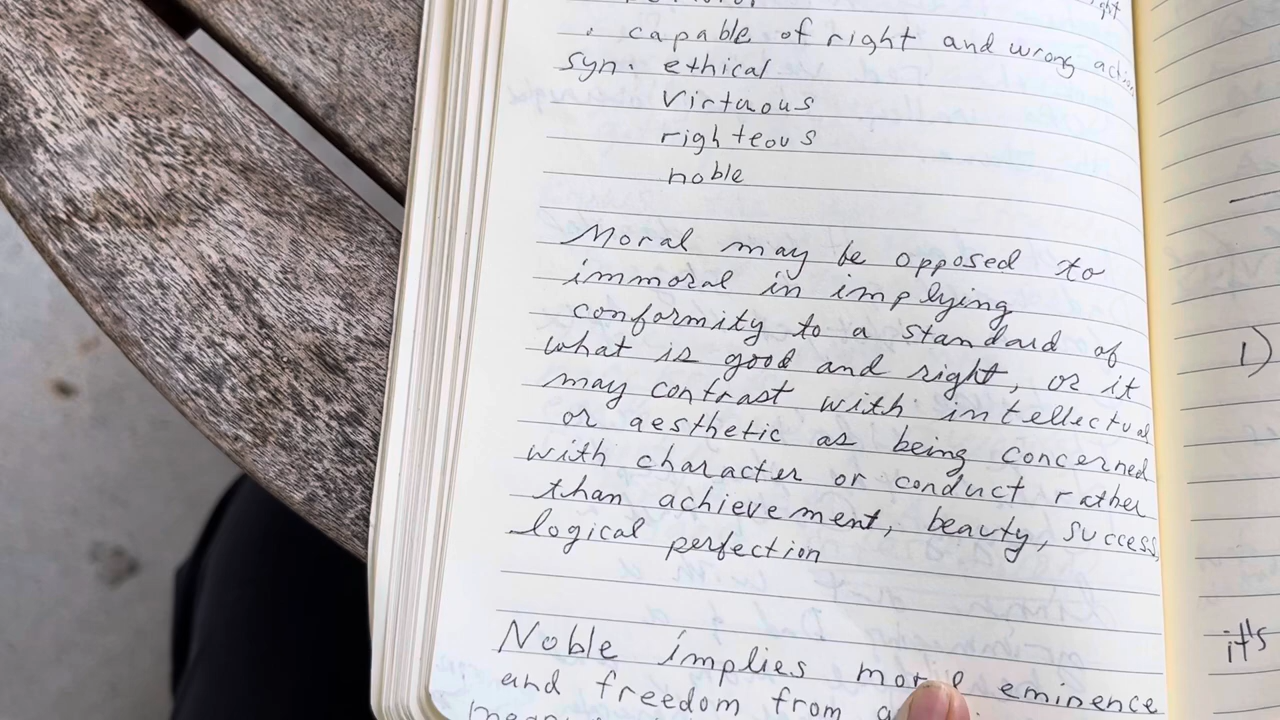 · capable of right and wrong
syn. ethical
virtuous
righteous
noble
Moral may be opposed to
immoral in implying
conformity to a standard of
what is good and right, or it
may contrast with intellectual
or aesthetic as being concerned
with character or conduct rather
than achievement, beauty, success,
logical perfection
Noble implies eminence
and freedom from
1)
it's